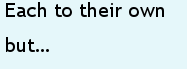 Each to their own
but...